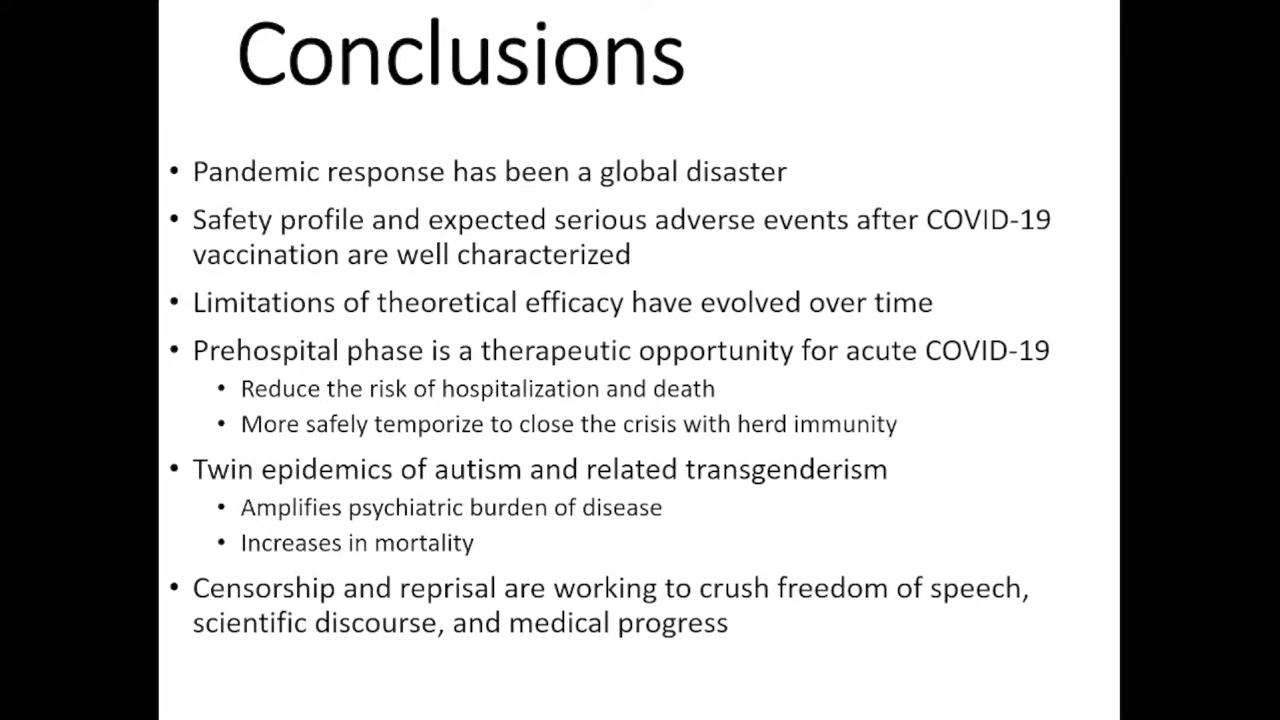 Conclusions
• Pandemic response has been a global disaster
• Safety profile and expected serious adverse events after COVID-19
vaccination are well characterized
• Limitations of theoretical efficacy have evolved over time
• Prehospital phase is a therapeutic opportunity for acute COVID-19
• Reduce the risk of hospitalization and death
• More safely temporize to close the crisis with herd immunity
• Twin epidemics of autism and related transgenderism
• Amplifies psychiatric burden of disease
• Increases in mortality
• Censorship and reprisal are working to crush freedom of speech,
scientific discourse, and medical progress